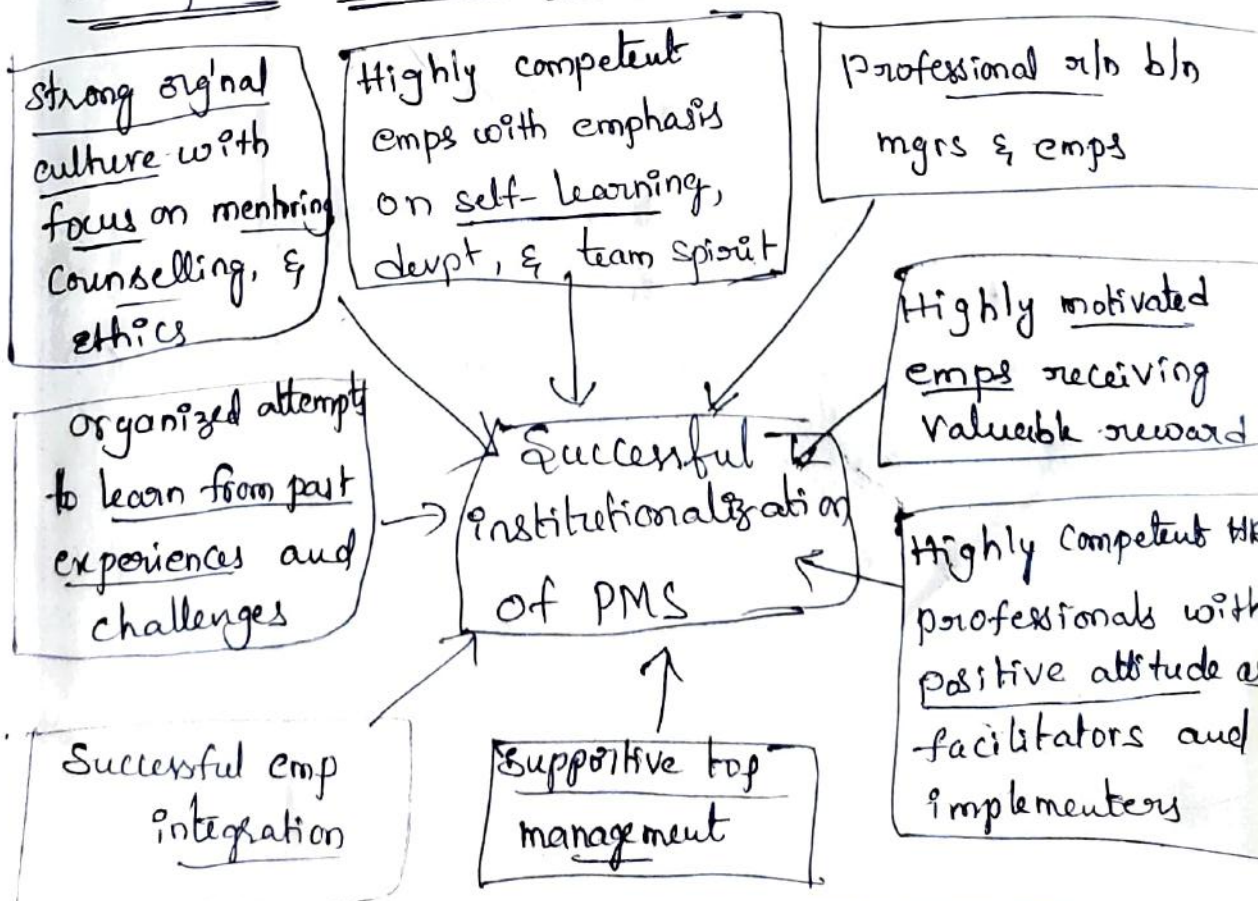 strong org'nal
culture with
focus on mentoring
counselling, &
ethics
Highly competent
emps with emphasis
on self-learning,
devpt, & team spirit
Professional r/n b/n
mgrs & emps
Highly motivated
emps receiving
valuable reward
organized attempts
to learn from past
experiences and
challenges
Successful
institutionalization
of PMS
Highly competent
professionals with
positive attitude
facilitators and
implementers
Successful emp
integration
Supportive top
management